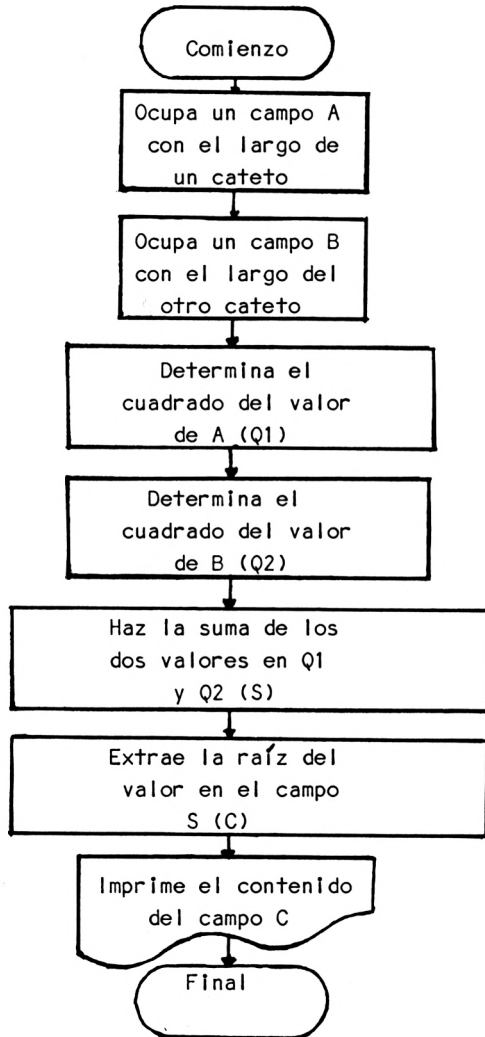 Comienzo
Ocupa un campo A
con el largo de
un cateto
Ocupa un campo B
con el largo del
otro cateto
Determina el
cuadrado del valor
de A (Q1)
Determina el
cuadrado del valor
de B (Q2)
Haz la suma de los
dos valores en Q1
y Q2 (S)
Extrae la raíz del
valor en el campo
S (C)
Imprime el contenido
del campo C
Final